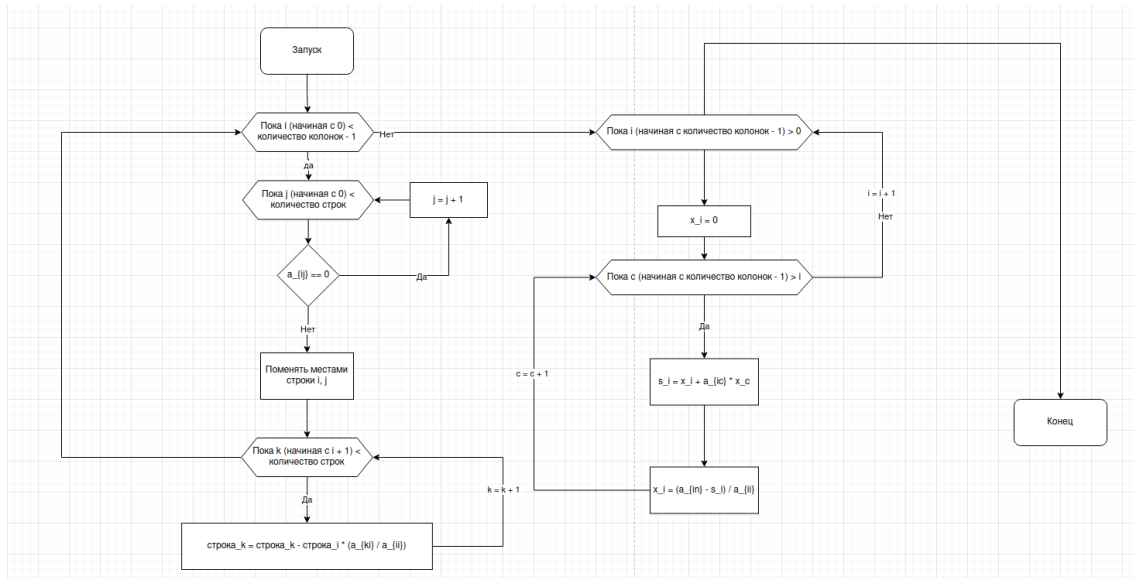 Запуск
Пока i (начиная с 0) <
количество колонок - 1
Нет
да
Пока j (начиная с 0) <
количество строк
j = j + 1
a_{ij} == 0
Да
Нет
Поменять местами
строки i, j
Пока k (начиная с i + 1) <
количество строк
k = k + 1
Да
строка_k = строка_k - строка_i * (a_{ki} / a_{ii})
Пока i (начиная с количество колонок - 1) > 0
i = i + 1
Нет
x_i = 0
Пока c (начиная с количество колонок - 1) > i
Да
c = c + 1
s_i = x_i + a_{ic} * x_c
x_i = (a_{in} - s_i) / a_{ii}
Конец